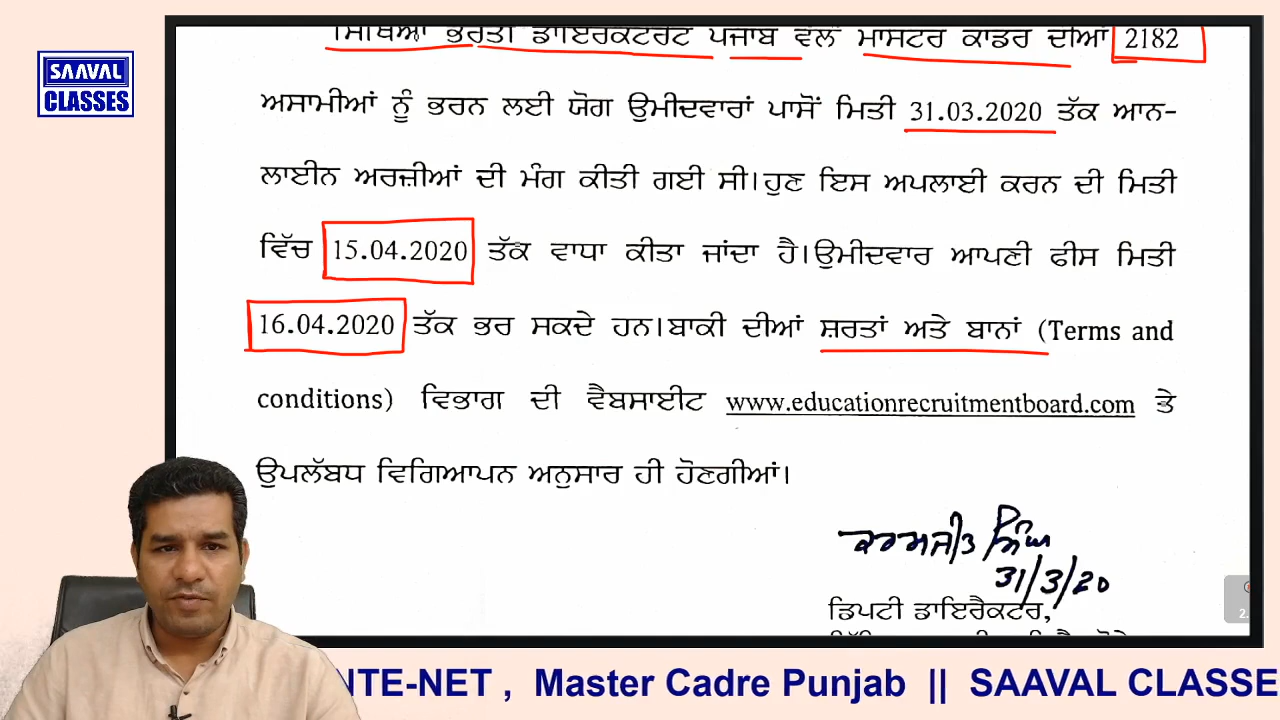 SAAVAL
CLASSES
ਸਿੱਖਿਆ ਭਰਤੀ ਡਾਇਰੈਕਟੋਰੇਟ ਪੰਜਾਬ ਵੱਲੋਂ ਮਾਸਟਰ ਕਾਡਰ ਦੀਆਂ 2182
ਅਸਾਮੀਆਂ ਨੂੰ ਭਰਨ ਲਈ ਯੋਗ ਉਮੀਦਵਾਰਾਂ ਪਾਸੋਂ ਮਿਤੀ 31.03.2020 ਤੱਕ ਆਨ-
ਲਾਈਨ ਅਰਜ਼ੀਆਂ ਦੀ ਮੰਗ ਕੀਤੀ ਗਈ ਸੀ।ਹੁਣ ਇਸ ਅਪਲਾਈ ਕਰਨ ਦੀ ਮਿਤੀ
ਵਿੱਚ 15.04.2020 ਤੱਕ ਵਾਧਾ ਕੀਤਾ ਜਾਂਦਾ ਹੈ।ਉਮੀਦਵਾਰ ਆਪਣੀ ਫੀਸ ਮਿਤੀ
16.04.2020 ਤੱਕ ਭਰ ਸਕਦੇ ਹਨ।ਬਾਕੀ ਦੀਆਂ ਸ਼ਰਤਾਂ ਅਤੇ ਬਾਨਾਂ (Terms and
conditions) ਵਿਭਾਗ ਦੀ ਵੈਬਸਾਈਟ www.educationrecruitmentboard.com ਤੇ
ਉਪਲੱਬਧ ਵਿਗਿਆਪਨ ਅਨੁਸਾਰ ਹੀ ਹੋਣਗੀਆਂ।
ਕਰਮਜੀਤ ਸਿੰਘ
31/3/20
ਡਿਪਟੀ ਡਾਇਰੈਕਟਰ,
NTE-NET , Master Cadre Punjab || SAAVAL CLASSE